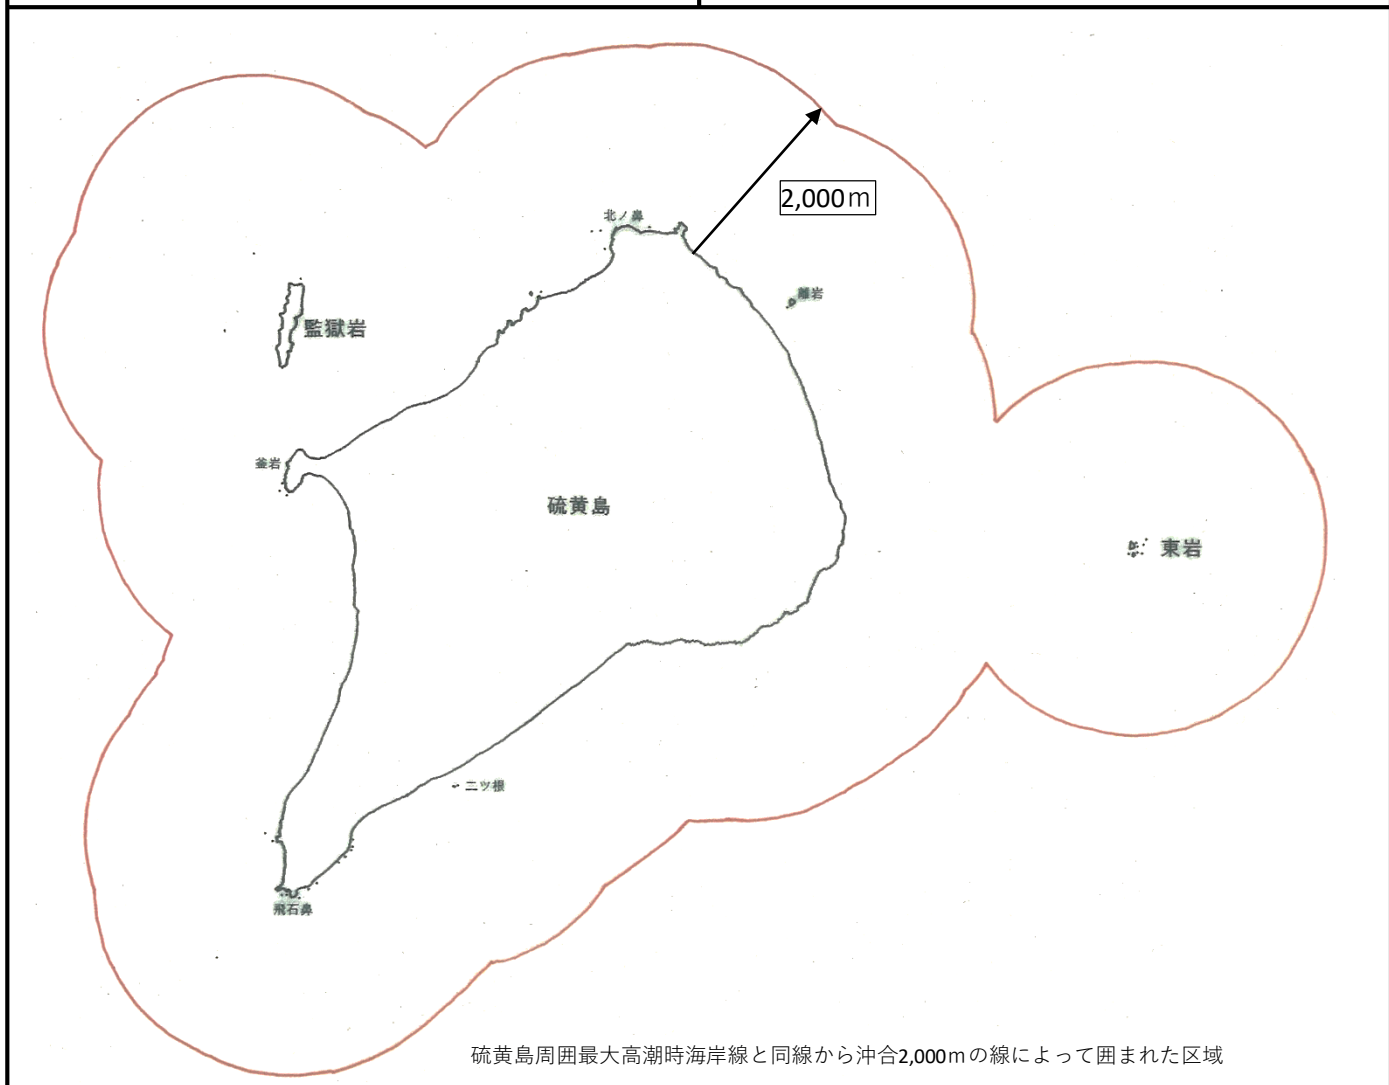 2,000ｍ
北ノ鼻
離岩
監獄岩
釜岩
硫黄島
東岩
二ツ根
飛石鼻
硫黄島周囲最大高潮時海岸線と同線から沖合2,000ｍの線によって囲まれた区域